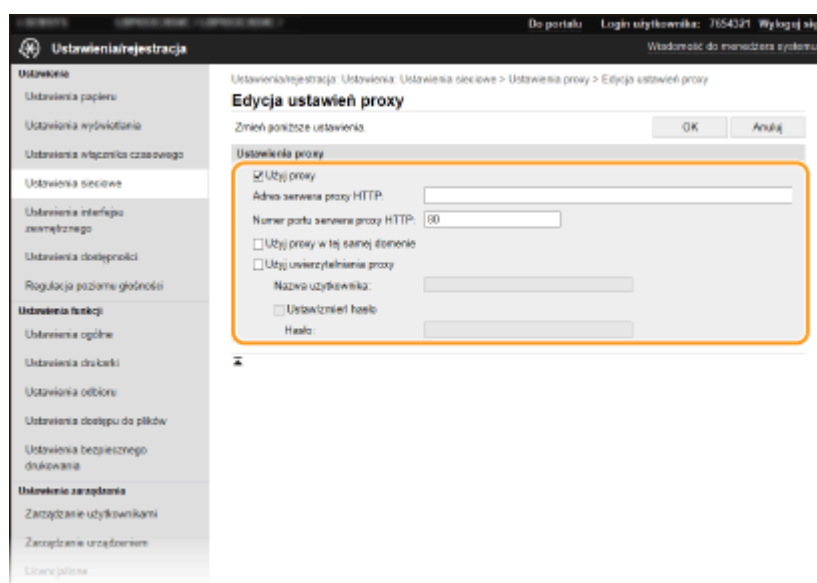 Do portalu Login użytkownika: 7654321 Wyloguj się
Ustawienia/rejestracja
Wiadomość do menedżera systemu
Ustawienia
Ustawienia papieru
Ustawienia wyświetlania
Ustawienia włącznika czasowego
Ustawienia sieciowe
Ustawienia interfejsu
zewnętrznego
Ustawienia dostępności
Regulacja poziomu głośności
Ustawienia funkcji
Ustawienia ogólne
Ustawienia drukarki
Ustawienia odbioru
Ustawienia dostępu do plików
Ustawienia bezpiecznego
drukowania
Ustawienia zarządzania
Zarządzanie użytkownikami
Zarządzanie urządzeniem
Ustawienia/rejestracja: Ustawienia: Ustawienia sieciowe > Ustawienia proxy > Edycja ustawień proxy
Edycja ustawień proxy
Zmień poniższe ustawienia.
OK
Anuluj
Ustawienia proxy
Użyj proxy
Adres serwera proxy HTTP:
Numer portu serwera proxy HTTP: 80
Użyj proxy w tej samej domenie
Użyj uwierzytelniania proxy
Nazwa użytkownika:
Ustaw/zmień hasło
Hasło: